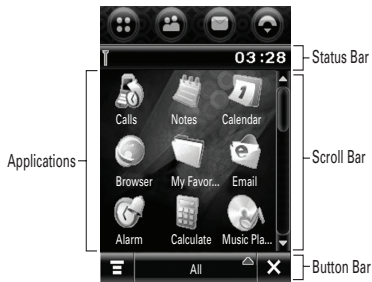 03:28
Status Bar
Calls Notes Calendar
Applications
Scroll Bar
Browser My Favor... Email
Alarm Calculate Music Pla...
All
Button Bar